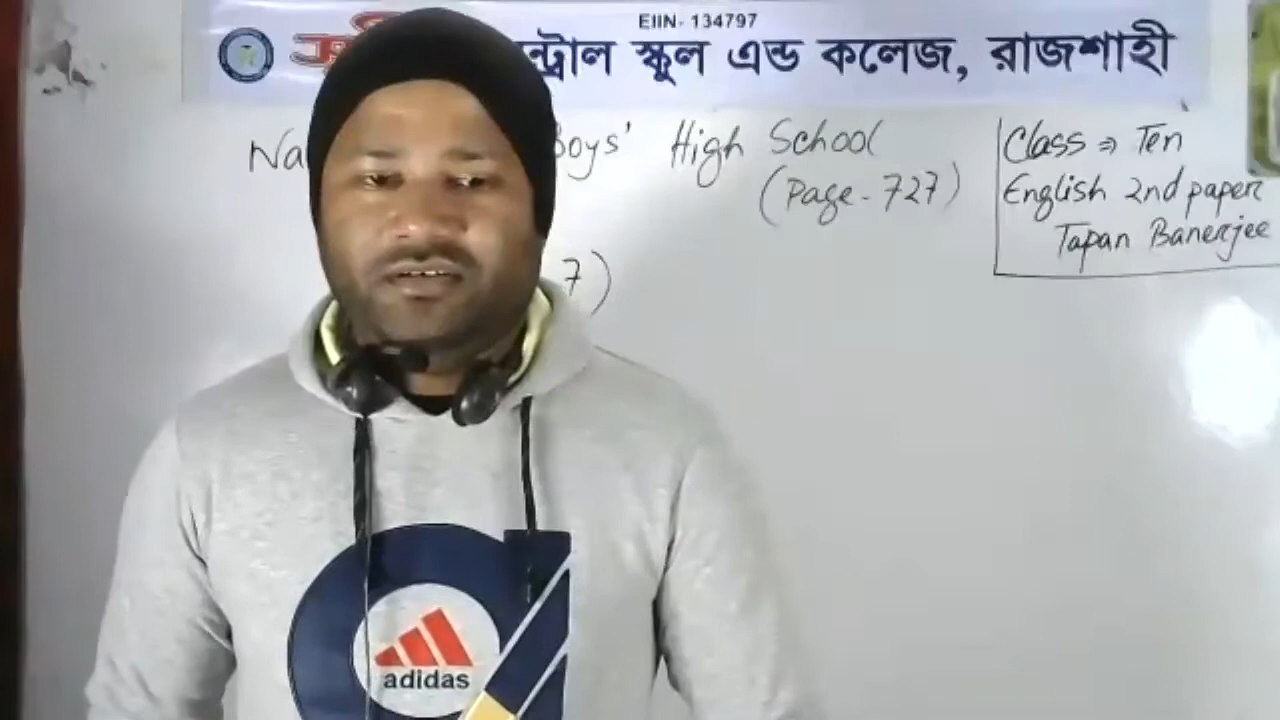 EIIN- 134797
সেন্ট্রাল স্কুল এন্ড কলেজ, রাজশাহী
Boys' High School
(Page-727)
7)
Class ⇒ Ten
English 2nd paper
Tapan Banerjee
adidas